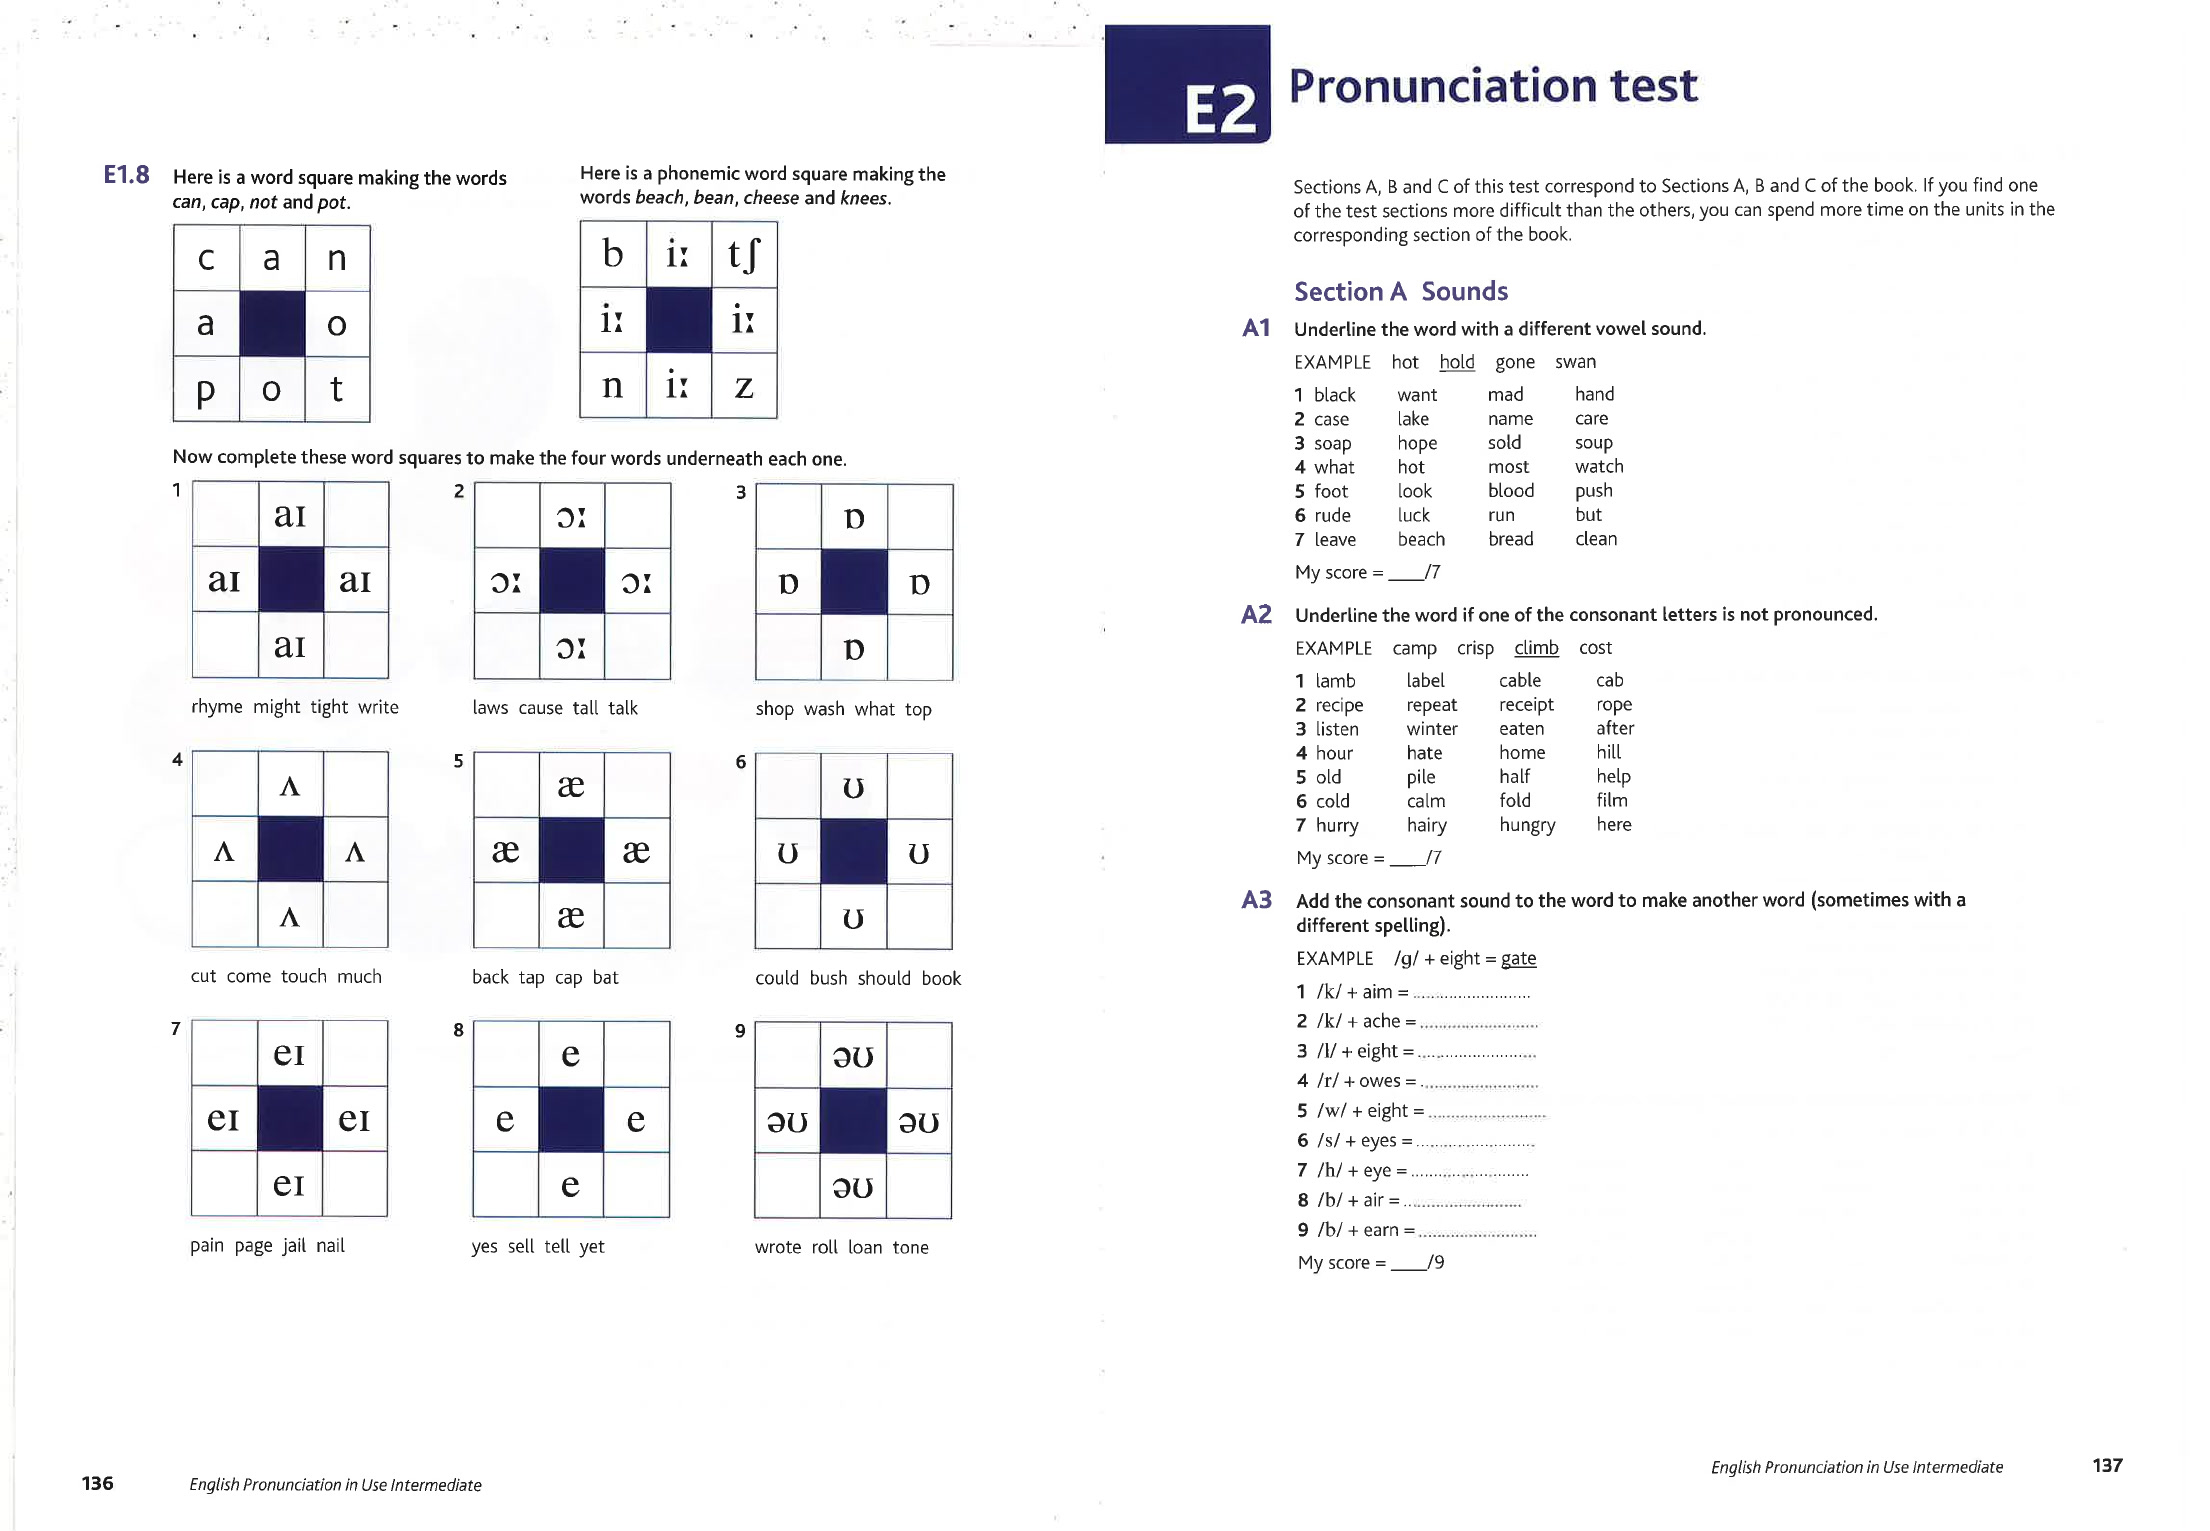 E1.8 Here is a word square making the words
can, cap, not and pot.
c a n
a o
p o t
Here is a phonemic word square making the
words beach, bean, cheese and knees.
b iː tʃ
iː iː
n iː z
Now complete these word squares to make the four words underneath each one.
1
aɪ
aɪ aɪ
aɪ
rhyme might tight write
2
ɔː
ɔː ɔː
ɔː
laws cause tall talk
3
ɒ
ɒ ɒ
ɒ
shop wash what top
4
ʌ
ʌ ʌ
ʌ
cut come touch much
5
æ
æ æ
æ
back tap cap bat
6
ʊ
ʊ ʊ
ʊ
could bush should book
7
eɪ
eɪ eɪ
eɪ
pain page jail nail
8
e
e e
e
yes sell tell yet
9
əʊ
əʊ əʊ
əʊ
wrote roll loan tone
136 English Pronunciation in Use Intermediate
E2 Pronunciation test
Sections A, B and C of this test correspond to Sections A, B and C of the book. If you find one
of the test sections more difficult than the others, you can spend more time on the units in the
corresponding section of the book.
Section A Sounds
A1 Underline the word with a different vowel sound.
EXAMPLE hot hold gone swan
1 black want mad hand
2 case lake name care
3 soap hope sold soup
4 what hot most watch
5 foot look blood push
6 rude luck run but
7 leave beach bread clean
My score = ____/7
A2 Underline the word if one of the consonant letters is not pronounced.
EXAMPLE camp crisp climb cost
1 lamb label cable cab
2 recipe repeat receipt rope
3 listen winter eaten after
4 hour hate home hill
5 old pile half help
6 cold calm fold film
7 hurry hairy hungry here
My score = ____/7
A3 Add the consonant sound to the word to make another word (sometimes with a
different spelling).
EXAMPLE /g/ + eight = gate
1 /k/ + aim = ..........................
2 /k/ + ache = ..........................
3 /l/ + eight = ..........................
4 /r/ + owes = ..........................
5 /w/ + eight = ..........................
6 /s/ + eyes = ..........................
7 /h/ + eye = ..........................
8 /b/ + air = ..........................
9 /b/ + earn = ..........................
My score = ____/9
English Pronunciation in Use Intermediate 137